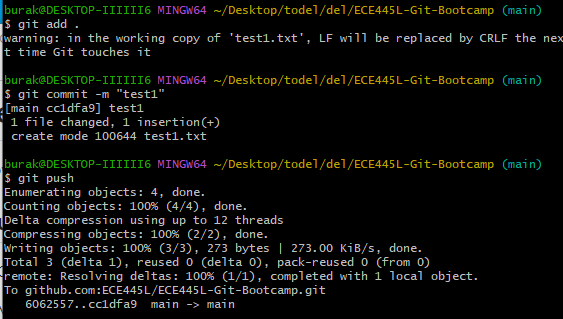 burak@DESKTOP-IIIIII6 MINGW64 ~/Desktop/todel/del/ECE445L-Git-Bootcamp (main)
$ git add .
warning: in the working copy of 'test1.txt', LF will be replaced by CRLF the nex
t time Git touches it
burak@DESKTOP-IIIIII6 MINGW64 ~/Desktop/todel/del/ECE445L-Git-Bootcamp (main)
$ git commit -m "test1"
[main cc1dfa9] test1
 1 file changed, 1 insertion(+)
 create mode 100644 test1.txt
burak@DESKTOP-IIIIII6 MINGW64 ~/Desktop/todel/del/ECE445L-Git-Bootcamp (main)
$ git push
Enumerating objects: 4, done.
Counting objects: 100% (4/4), done.
Delta compression using up to 12 threads
Compressing objects: 100% (2/2), done.
Writing objects: 100% (3/3), 273 bytes | 273.00 KiB/s, done.
Total 3 (delta 1), reused 0 (delta 0), pack-reused 0 (from 0)
remote: Resolving deltas: 100% (1/1), completed with 1 local object.
To github.com:ECE445L/ECE445L-Git-Bootcamp.git
   6062557..cc1dfa9  main -> main